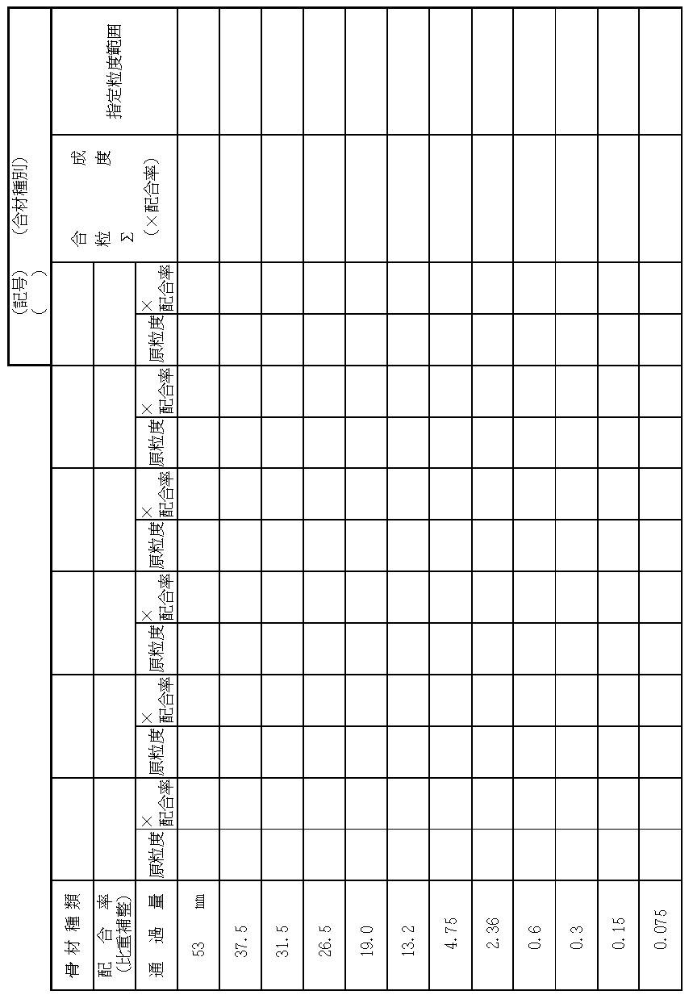 (記号) (合材種別)
( )
骨材種類
配合率
(比重補整)
通過量
原粒度
×
配合率
原粒度
×
配合率
原粒度
×
配合率
原粒度
×
配合率
原粒度
×
配合率
原粒度
×
配合率
合成
粒度
Σ
(×配合率)
指定粒度範囲
53 ㎜
37.5
31.5
26.5
19.0
13.2
4.75
2.36
0.6
0.3
0.15
0.075